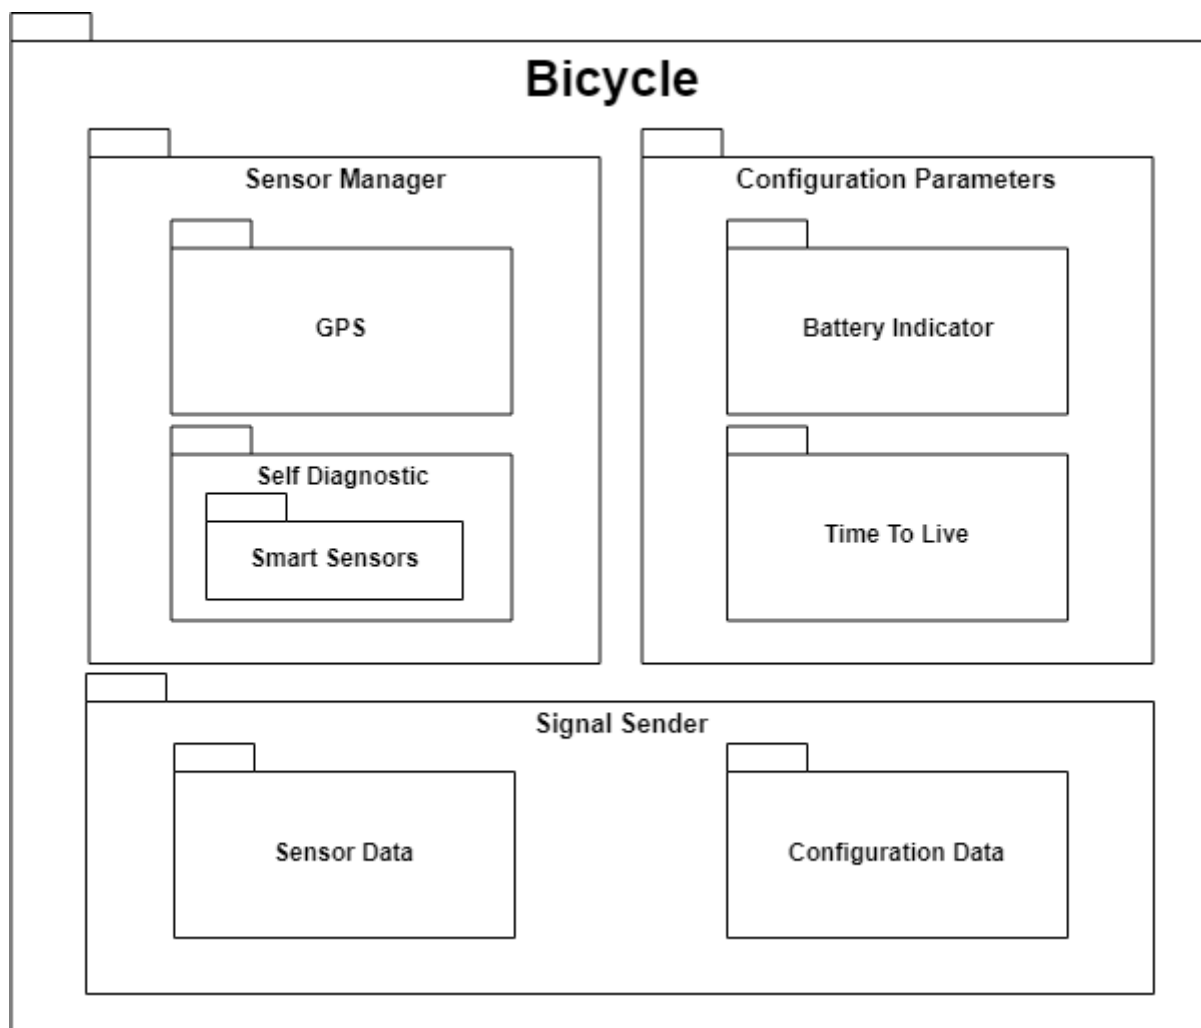 Bicycle
Sensor Manager
GPS
Self Diagnostic
Smart Sensors
Configuration Parameters
Battery Indicator
Time To Live
Signal Sender
Sensor Data
Configuration Data